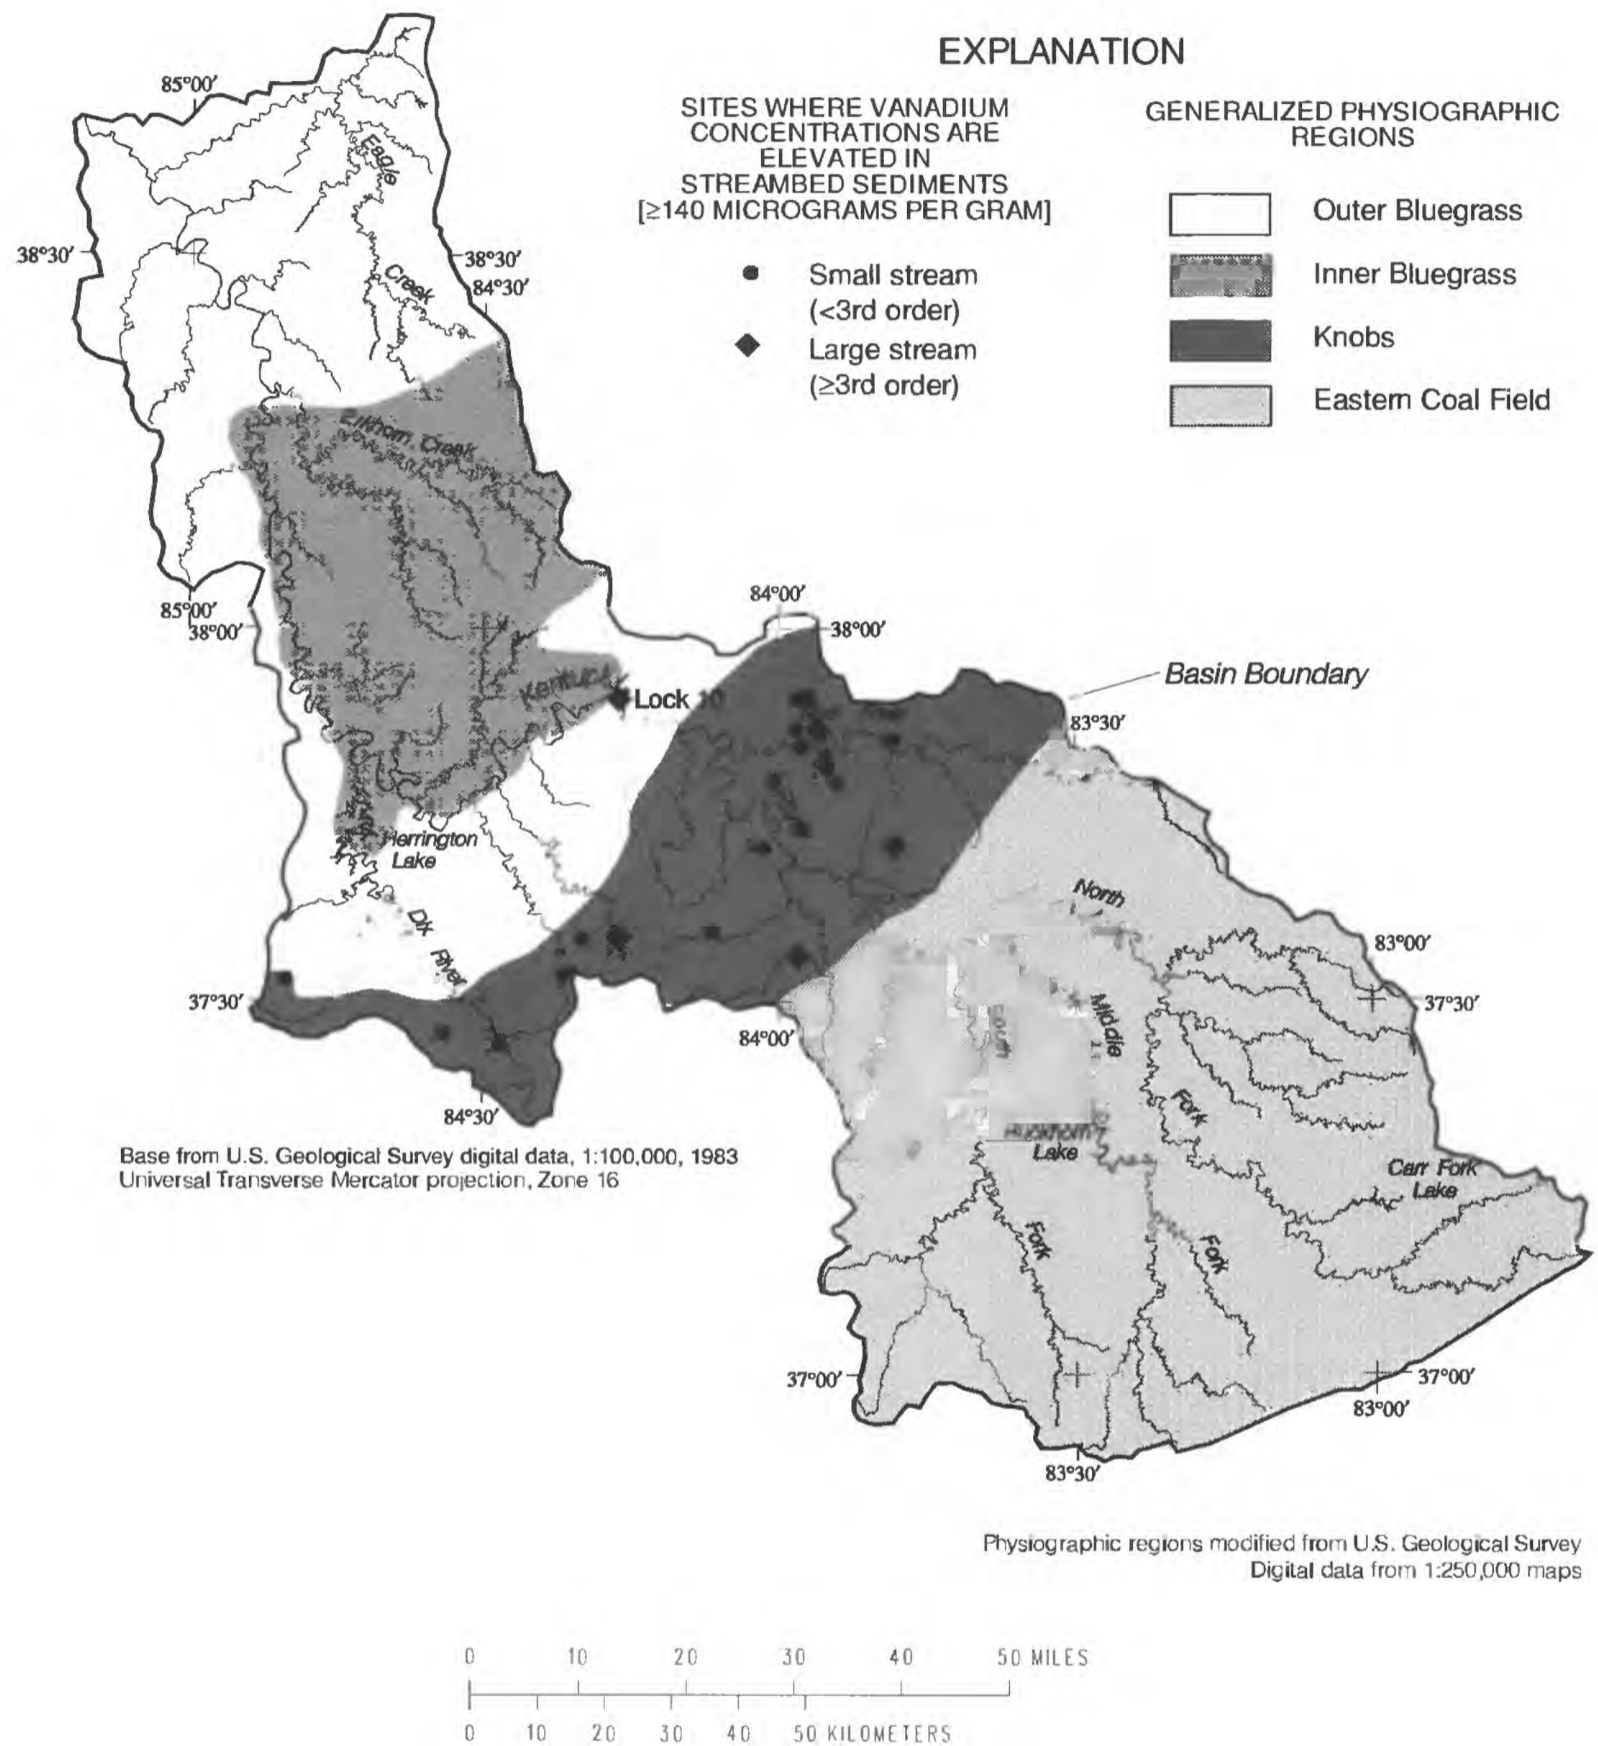 EXPLANATION
SITES WHERE VANADIUM
CONCENTRATIONS ARE
ELEVATED IN
STREAMBED SEDIMENTS
[≥140 MICROGRAMS PER GRAM]
Small stream
(<3rd order)
Large stream
(≥3rd order)
GENERALIZED PHYSIOGRAPHIC
REGIONS
Outer Bluegrass
Inner Bluegrass
Knobs
Eastern Coal Field
85°00′
Eagle
38°30′
38°30′
84°30′
Creek
Elkhorn Creek
85°00′
38°00′
84°00′
38°00′
Basin Boundary
Kentucky
Lock 10
83°30′
Herrington
Lake
North
Dix
River
83°00′
37°30′
37°30′
84°00′
Middle
South
84°30′
Fork
Buckhorn
Lake
Carr Fork
Lake
Fork
Fork
Base from U.S. Geological Survey digital data, 1:100,000, 1983
Universal Transverse Mercator projection, Zone 16
37°00′
37°00′
83°00′
83°30′
Physiographic regions modified from U.S. Geological Survey
Digital data from 1:250,000 maps
0 10 20 30 40 50 MILES
0 10 20 30 40 50 KILOMETERS